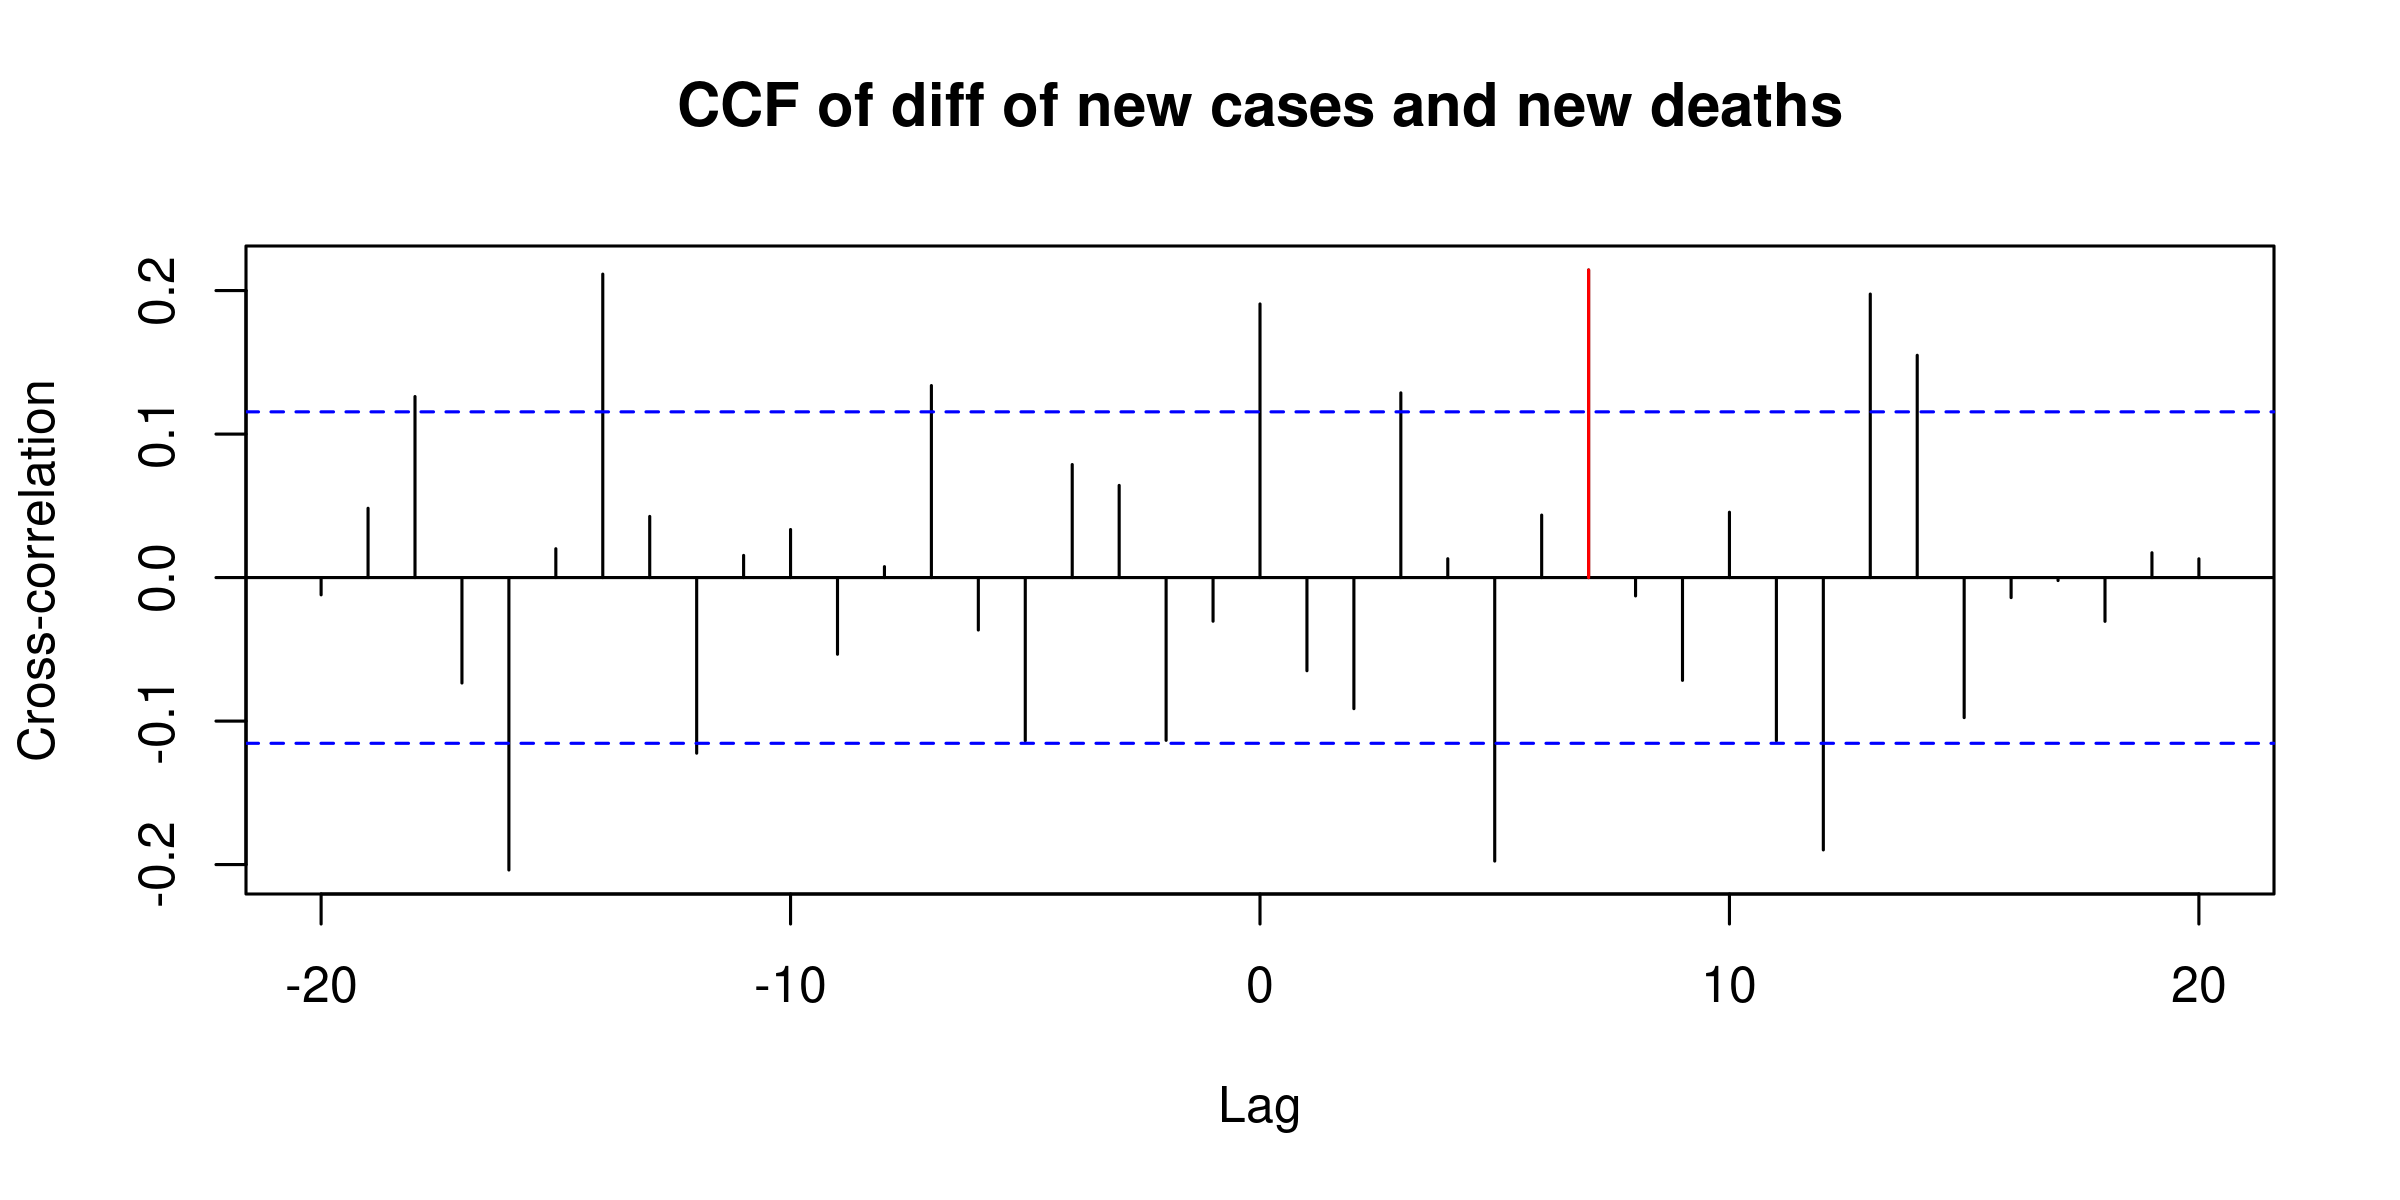 CCF of diff of new cases and new deaths
Cross-correlation
0.2
0.1
0.0
-0.1
-0.2
-20 -10 0 10 20
Lag